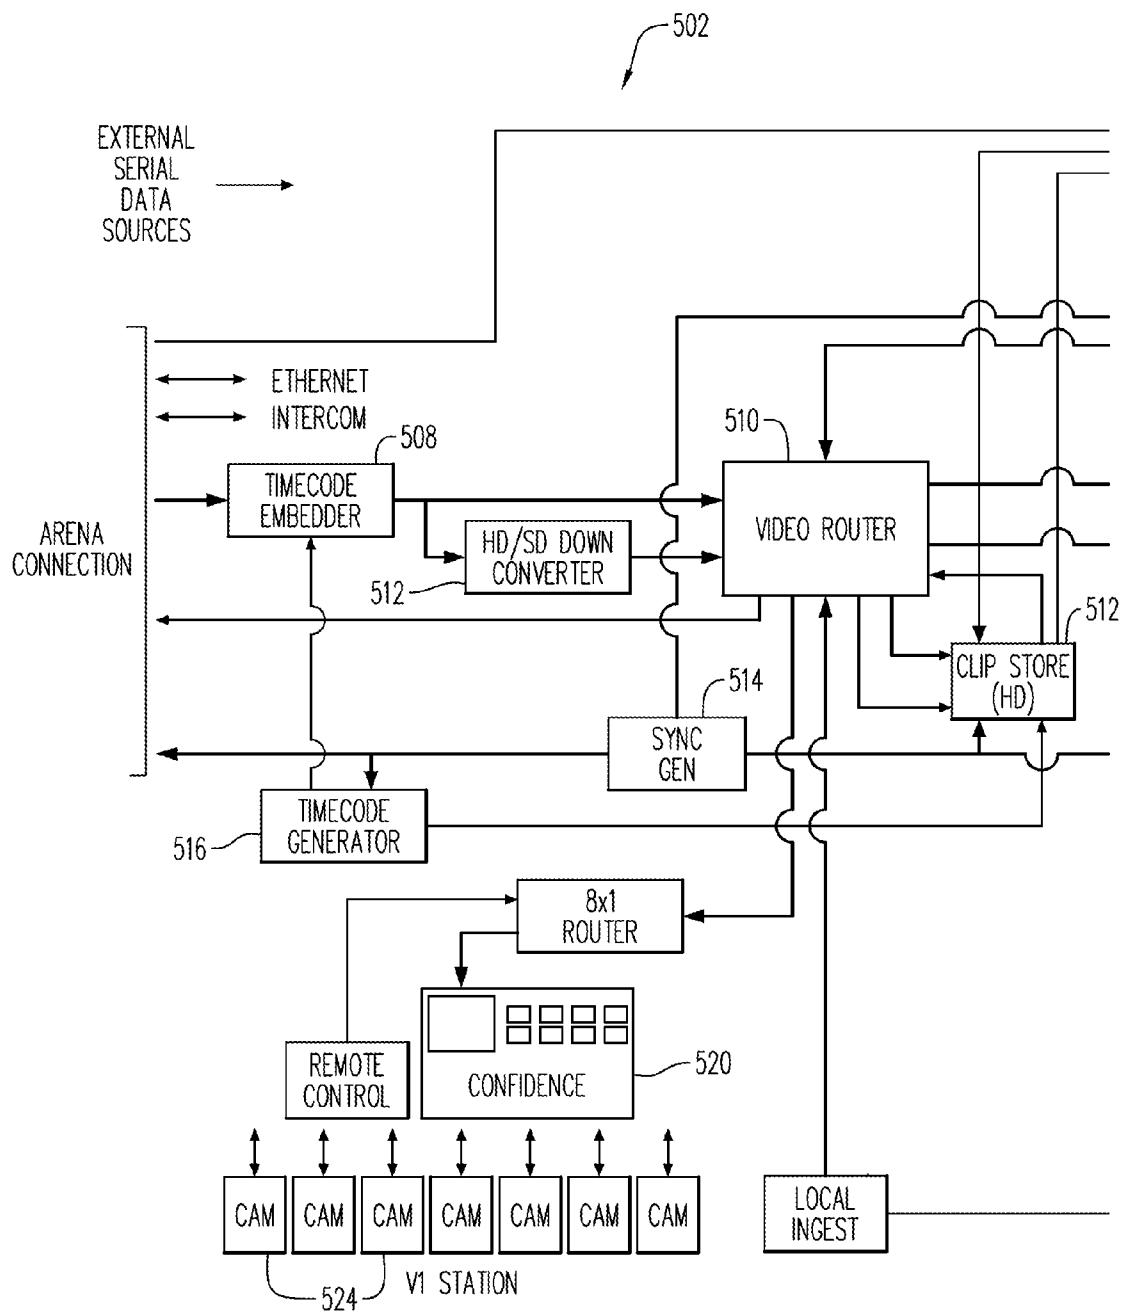 502
EXTERNAL
SERIAL
DATA
SOURCES
ETHERNET
INTERCOM
508
510
TIMECODE
EMBEDDER
VIDEO ROUTER
ARENA
CONNECTION
HD/SD DOWN
CONVERTER
512
512
CLIP STORE
(HD)
514
SYNC
GEN
TIMECODE
GENERATOR
516
8x1
ROUTER
REMOTE
CONTROL
CONFIDENCE
520
CAM
CAM
CAM
CAM
CAM
CAM
CAM
LOCAL
INGEST
524
V1 STATION